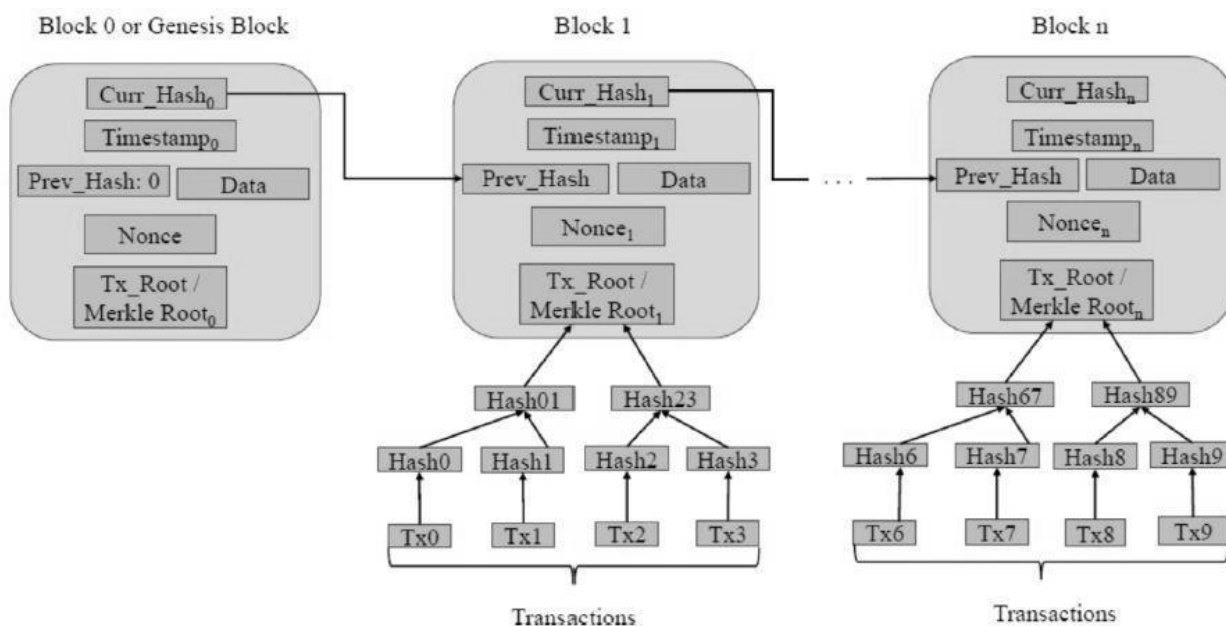 Block 0 or Genesis Block
Curr_Hash₀
Timestamp₀
Prev_Hash: 0
Data
Nonce
Tx_Root /
Merkle Root₀
Block 1
Curr_Hash₁
Timestamp₁
Prev_Hash
Data
Nonce₁
Tx_Root /
Merkle Root₁
Hash01
Hash23
Hash0
Hash1
Hash2
Hash3
Tx0
Tx1
Tx2
Tx3
Transactions
. . .
Block n
Curr_Hashₙ
Timestampₙ
Prev_Hash
Data
Nonceₙ
Tx_Root /
Merkle Rootₙ
Hash67
Hash89
Hash6
Hash7
Hash8
Hash9
Tx6
Tx7
Tx8
Tx9
Transactions